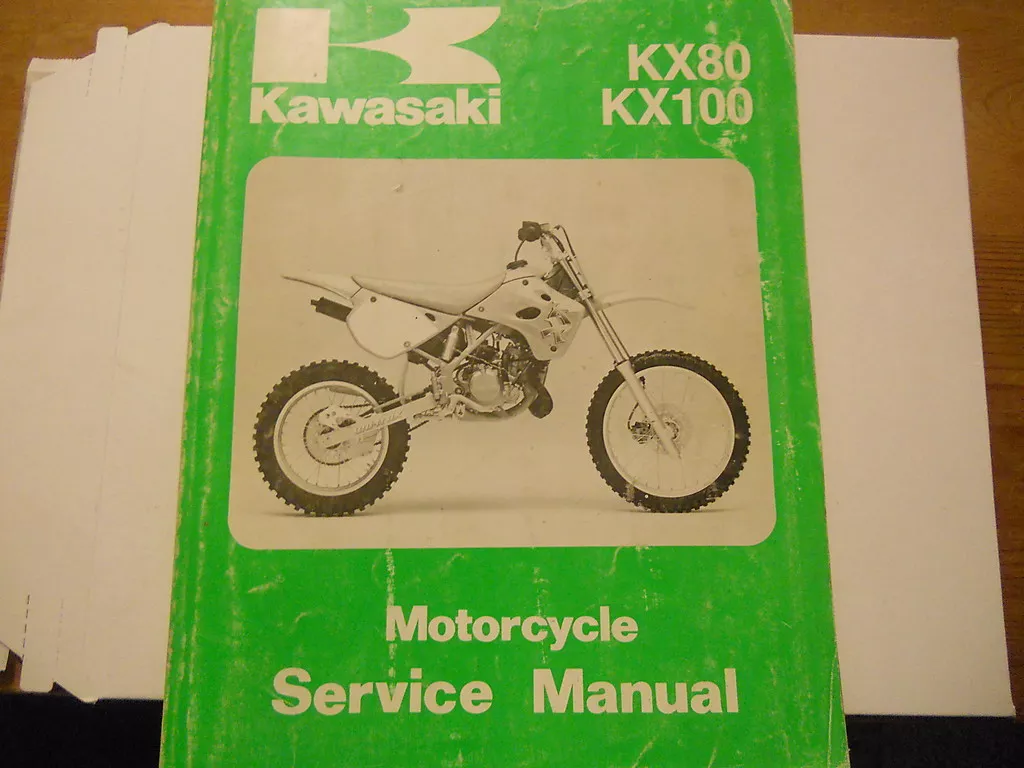 Kawasaki
KX80
KX100
Motorcycle
Service Manual